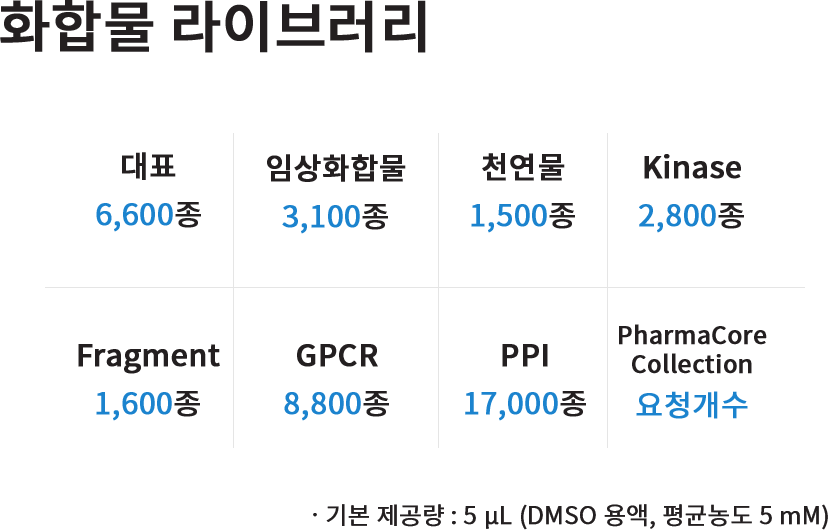 화합물 라이브러리
대표
6,600종
임상화합물
3,100종
천연물
1,500종
Kinase
2,800종
Fragment
1,600종
GPCR
8,800종
PPI
17,000종
PharmaCore
Collection
요청개수
· 기본 제공량 : 5 μL (DMSO 용액, 평균농도 5 mM)